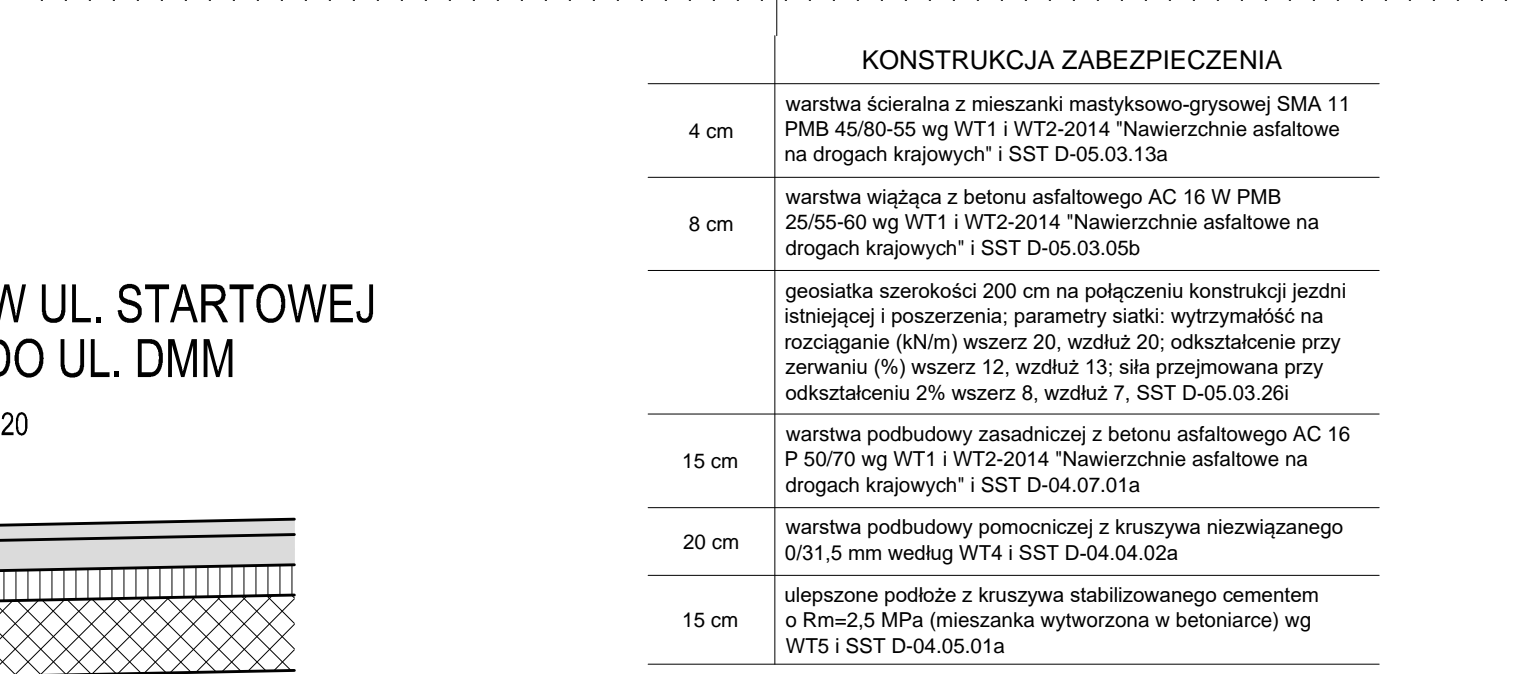 KONSTRUKCJA ZABEZPIECZENIA
4 cm
warstwa ścieralna z mieszanki mastyksowo-grysowej SMA 11
PMB 45/80-55 wg WT1 i WT2-2014 "Nawierzchnie asfaltowe
na drogach krajowych" i SST D-05.03.13a
8 cm
warstwa wiążąca z betonu asfaltowego AC 16 W PMB
25/55-60 wg WT1 i WT2-2014 "Nawierzchnie asfaltowe na
drogach krajowych" i SST D-05.03.05b
geosiatka szerokości 200 cm na połączeniu konstrukcji jezdni
istniejącej i poszerzenia; parametry siatki: wytrzymałóść na
rozciąganie (kN/m) wszerz 20, wzdłuż 20; odkształcenie przy
zerwaniu (%) wszerz 12, wzdłuż 13; siła przejmowana przy
odkształceniu 2% wszerz 8, wzdłuż 7, SST D-05.03.26i
15 cm
warstwa podbudowy zasadniczej z betonu asfaltowego AC 16
P 50/70 wg WT1 i WT2-2014 "Nawierzchnie asfaltowe na
drogach krajowych" i SST D-04.07.01a
20 cm
warstwa podbudowy pomocniczej z kruszywa niezwiązanego
0/31,5 mm według WT4 i SST D-04.04.02a
15 cm
ulepszone podłoże z kruszywa stabilizowanego cementem
o Rm=2,5 MPa (mieszanka wytworzona w betoniarce) wg
WT5 i SST D-04.05.01a
W UL. STARTOWEJ
DO UL. DMM
20